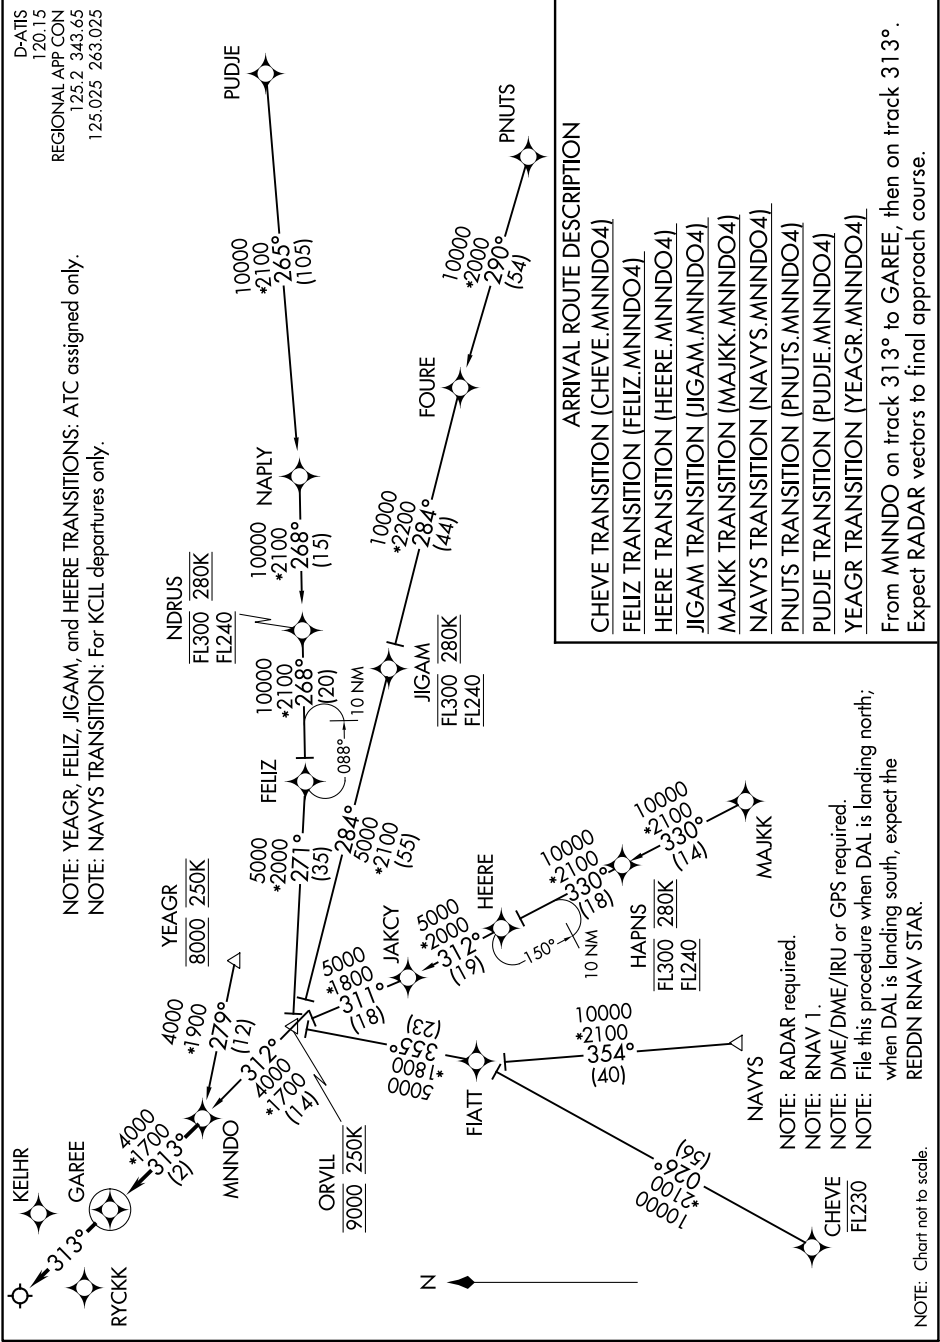 D-ATIS
120.15
REGIONAL APP CON
125.2 343.65
125.025 263.025
NOTE: YEAGR, FELIZ, JIGAM, and HEERE TRANSITIONS: ATC assigned only.
NOTE: NAVYS TRANSITION: For KCLL departures only.
KELHR
GAREE
RYCKK
313°
4000
*1700
313°
(2)
MNNDO
YEAGR
8000 250K
4000
*1900
279°
(12)
312°
4000
*1700
(14)
ORVLL
9000 250K
PUDJE
10000
*2100
265°
(105)
NAPLY
10000
*2100
268°
(15)
NDRUS
FL300 280K
FL240
10000
*2100
268°
(20)
10 NM
088°
FELIZ
5000
*2000
271°
(35)
PNUTS
10000
*2000
290°
(54)
FOURE
10000
*2200
284°
(44)
JIGAM
FL300 280K
FL240
284°
5000
*2100
(55)
5000
*1800
311°
(18)
JAKCY
5000
*2000
312°
(19)
HEERE
150°
10 NM
10000
*2100
330°
(18)
HAPNS
FL300 280K
FL240
10000
*2100
330°
(14)
MAJKK
(23)
355°
*1800
5000
FIATT
10000
*2100
354°
(40)
NAVYS
(56)
026°
*2100
10000
CHEVE
FL230
N
NOTE: RADAR required.
NOTE: RNAV 1.
NOTE: DME/DME/IRU or GPS required.
NOTE: File this procedure when DAL is landing north;
when DAL is landing south, expect the
REDDN RNAV STAR.
NOTE: Chart not to scale.
ARRIVAL ROUTE DESCRIPTION
CHEVE TRANSITION (CHEVE.MNNDO4)
FELIZ TRANSITION (FELIZ.MNNDO4)
HEERE TRANSITION (HEERE.MNNDO4)
JIGAM TRANSITION (JIGAM.MNNDO4)
MAJKK TRANSITION (MAJKK.MNNDO4)
NAVYS TRANSITION (NAVYS.MNNDO4)
PNUTS TRANSITION (PNUTS.MNNDO4)
PUDJE TRANSITION (PUDJE.MNNDO4)
YEAGR TRANSITION (YEAGR.MNNDO4)
From MNNDO on track 313° to GAREE, then on track 313°.
Expect RADAR vectors to final approach course.